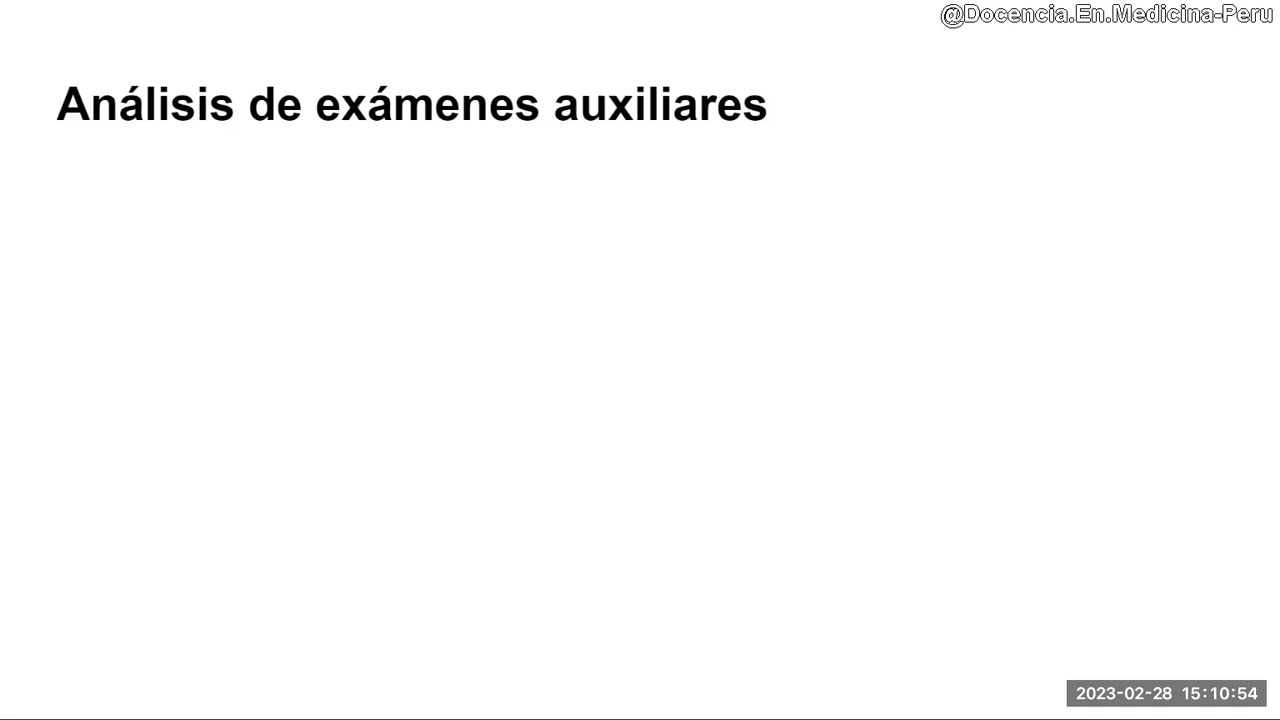 @Docencia.En.Medicina-Peru
Análisis de exámenes auxiliares
2023-02-28 15:10:54